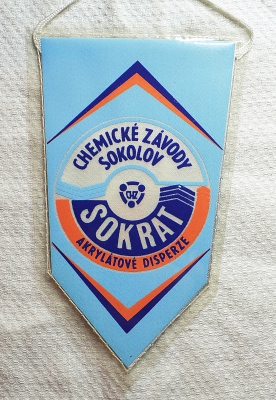 CHEMICKÉ ZÁVODY
SOKOLOV
SOKRAT
AKRYLÁTOVÉ DISPERZE